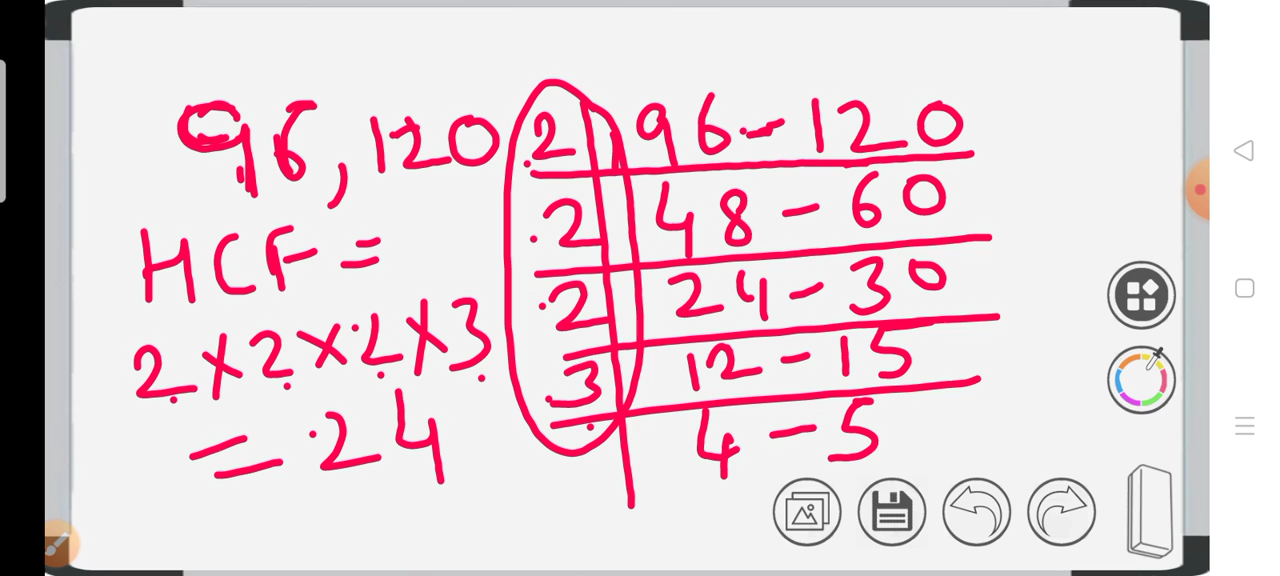 96, 120
HCF =
2 × 2 × 2 × 3
= 24
2 | 96 - 120
2 | 48 - 60
2 | 24 - 30
3 | 12 - 15
4 - 5